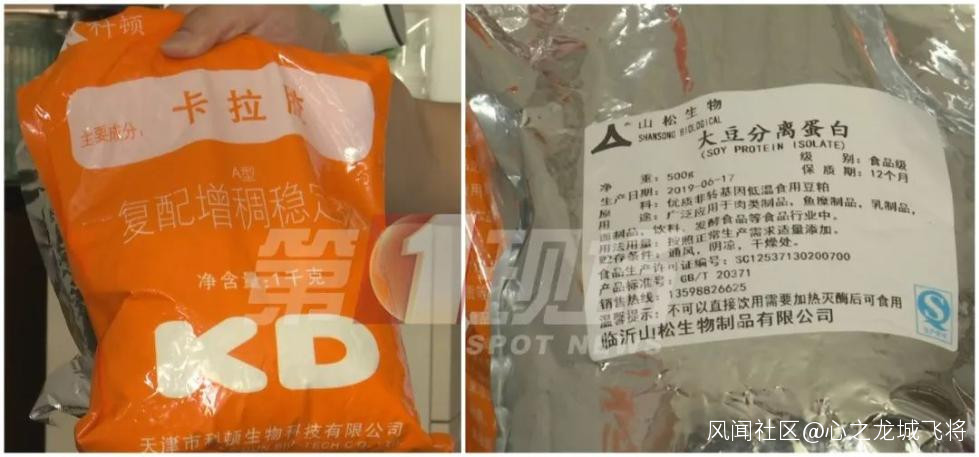 科顿
卡拉胶
主要成分:
A型
复配增稠稳定
净含量:1千克
KD
天津市科顿生物科技有限公司
山松生物
SHANSONG BIOLOGICAL
大豆分离蛋白
(SOY PROTEIN ISOLATE)
级 别:食品级
净 重:500g
保 质 期:12个月
生产日期:2019-06-17
原 料:优质非转基因低温食用豆粕
用 途:广泛应用于肉类制品,鱼糜制品,乳制品,
面制品,饮料,发酵食品等食品行业中。
用法用量:按照正常生产需求适量添加。
贮存条件:通风,阴凉,干燥处。
食品生产许可证编号:SC12537130200700
产品标准号:GB/T 20371
销售热线:13598826625
温馨提示:不可以直接饮用需要加热灭酶后可食用
临沂山松生物制品有限公司
第1现
SPOT NEWS
风闻社区@心之龙城飞将